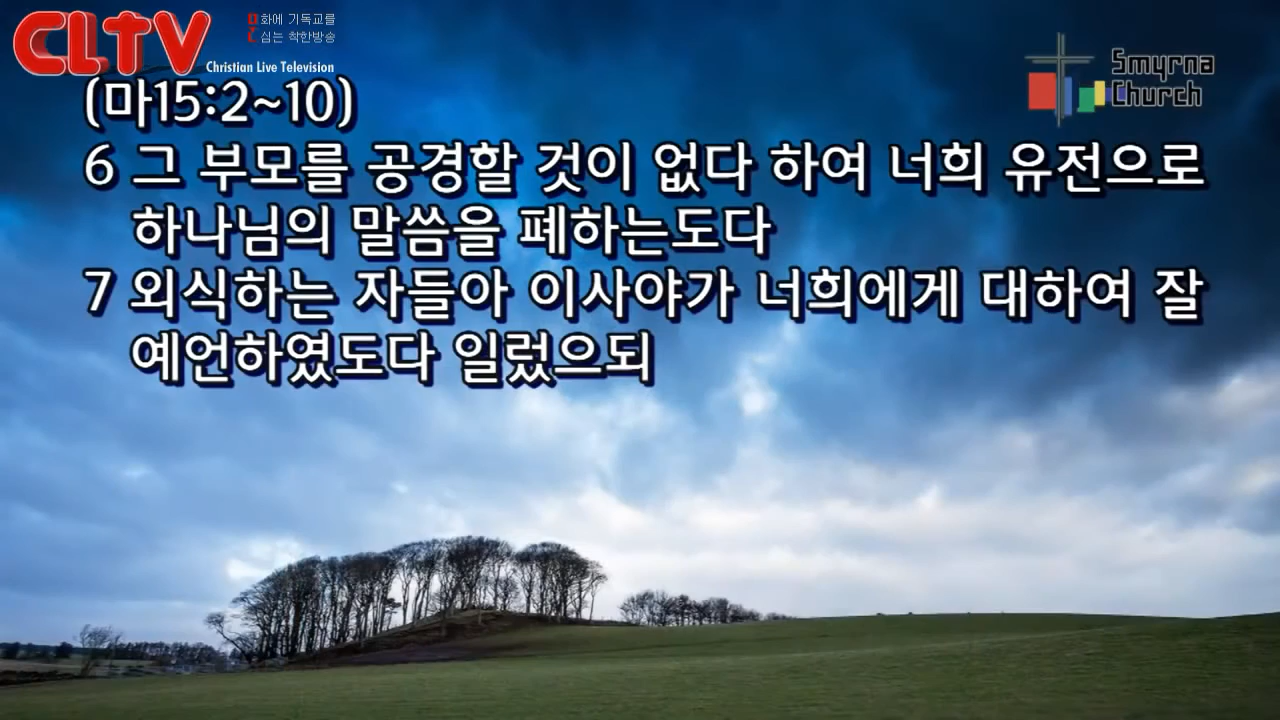 CLTV
문화에 기독교를
심는 착한방송
Christian Live Television
Smyrna
Church
(마15:2~10)
6 그 부모를 공경할 것이 없다 하여 너희 유전으로
하나님의 말씀을 폐하는도다
7 외식하는 자들아 이사야가 너희에게 대하여 잘
예언하였도다 일렀으되